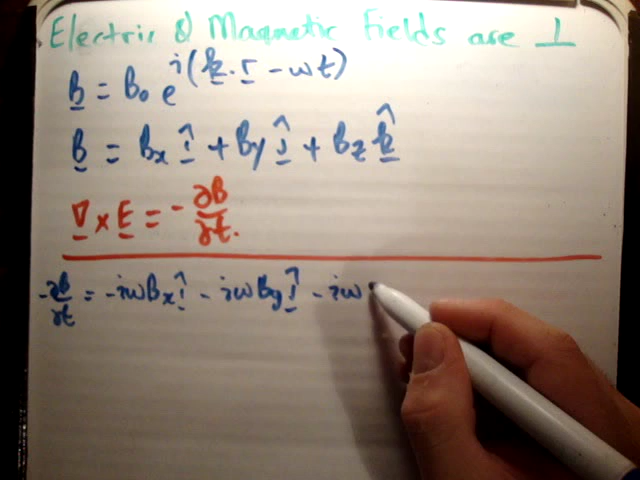 Electric & Magnetic Fields are ⊥
B = B₀ e^i(k·r - ωt)
B = Bx î + By ĵ + Bz k̂
∇ × E = -∂B/∂t.
-∂B/∂t = -iωBx î - iωBy ĵ - iω